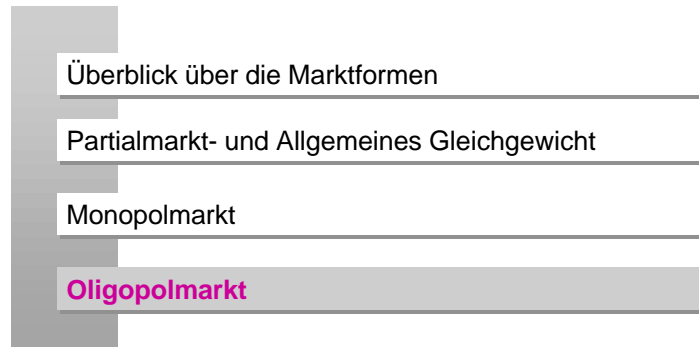 Überblick über die Marktformen
Partialmarkt- und Allgemeines Gleichgewicht
Monopolmarkt
Oligopolmarkt